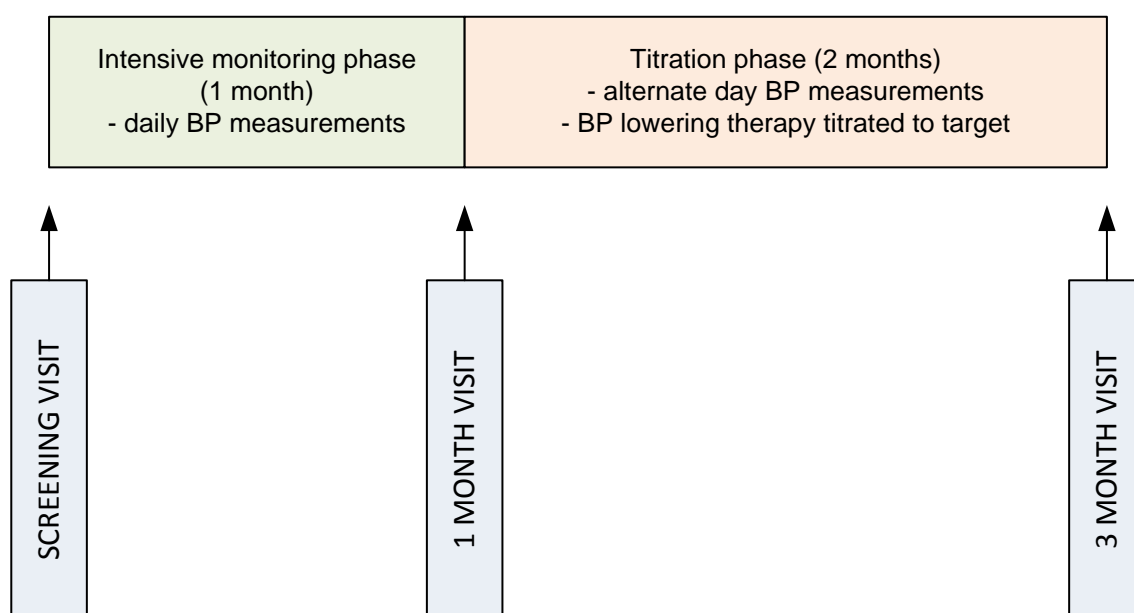 Intensive monitoring phase
(1 month)
- daily BP measurements
Titration phase (2 months)
- alternate day BP measurements
- BP lowering therapy titrated to target
SCREENING VISIT
1 MONTH VISIT
3 MONTH VISIT